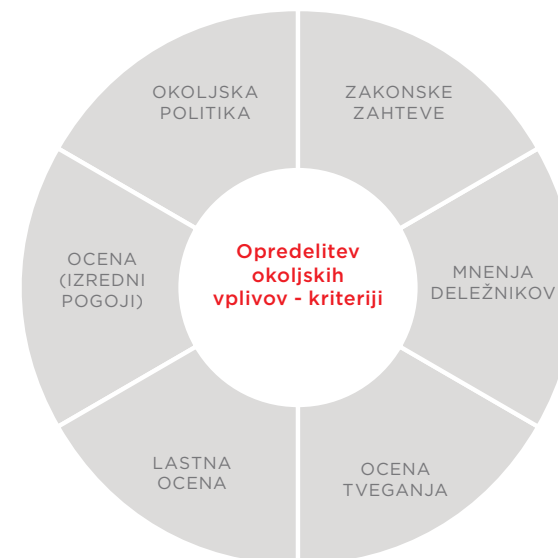 OKOLJSKA
POLITIKA
ZAKONSKE
ZAHTEVE
OCENA
(IZREDNI
POGOJI)
Opredelitev
okoljskih
vplivov - kriteriji
MNENJA
DELEŽNIKOV
LASTNA
OCENA
OCENA
TVEGANJA